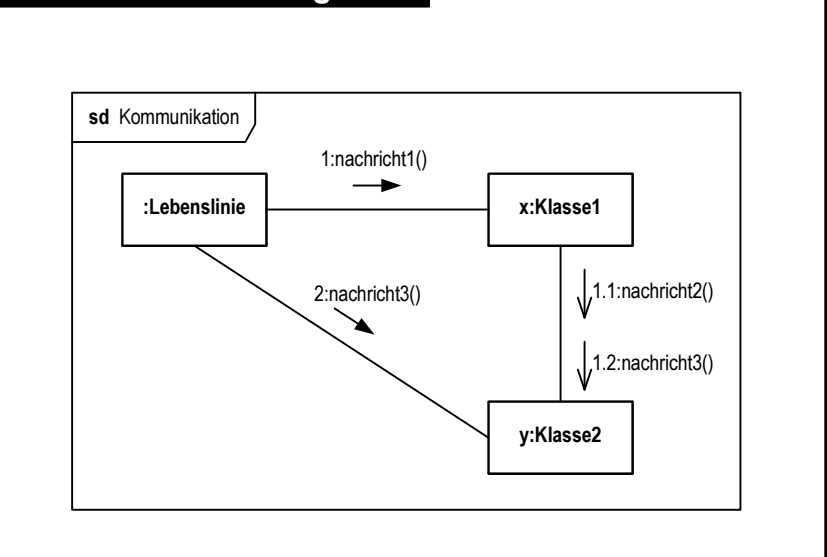 sd Kommunikation
1:nachricht1()
:Lebenslinie
x:Klasse1
2:nachricht3()
1.1:nachricht2()
1.2:nachricht3()
y:Klasse2